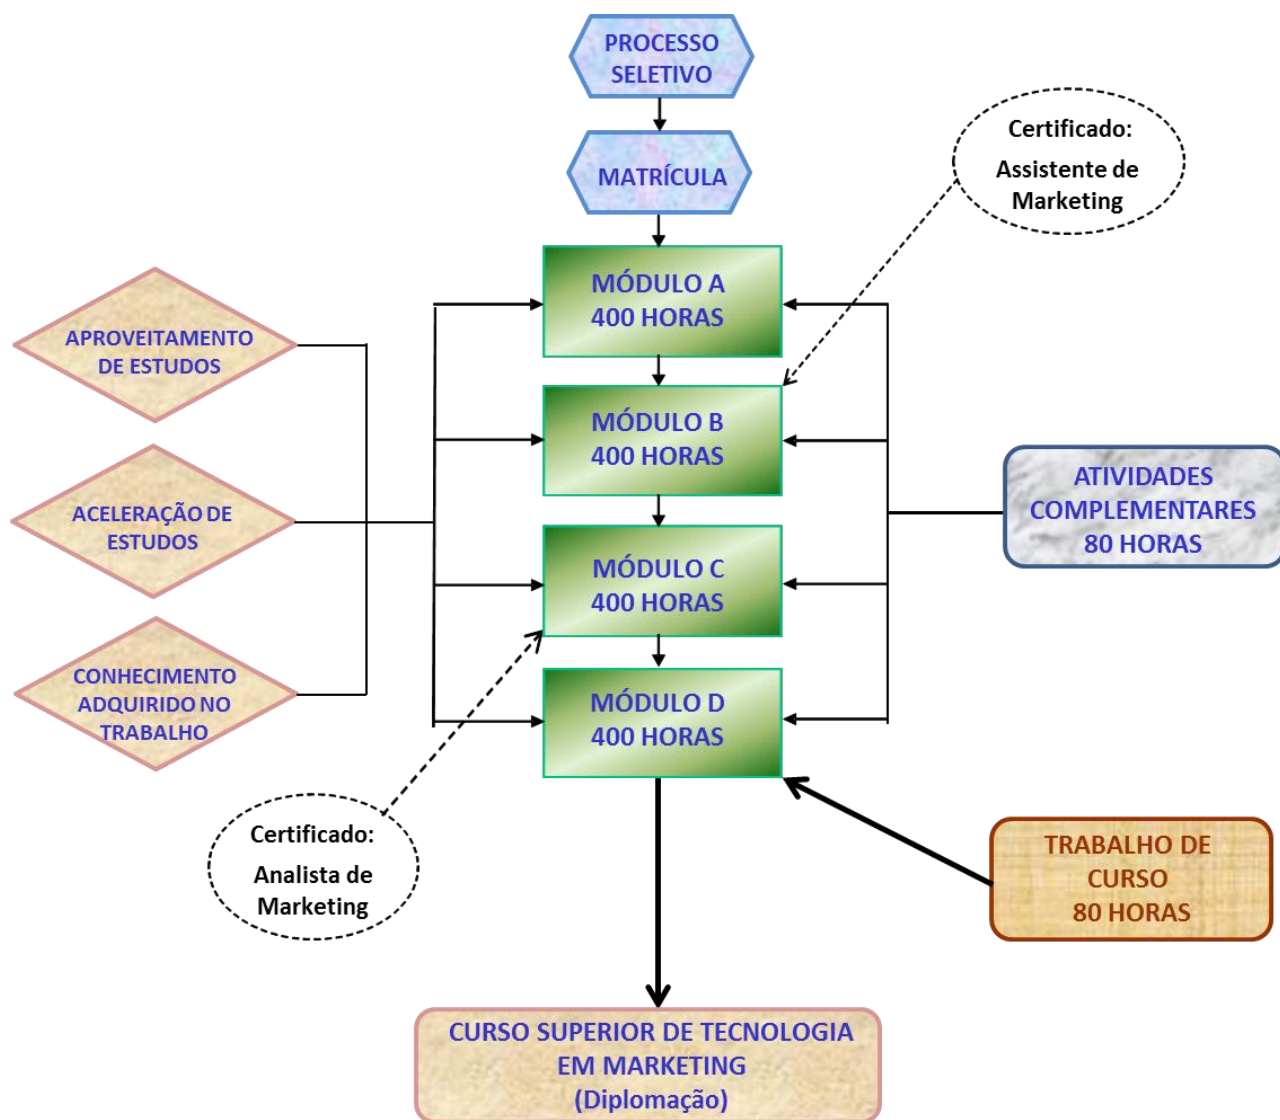 PROCESSO
SELETIVO
MATRÍCULA
Certificado:
Assistente de
Marketing
MÓDULO A
400 HORAS
APROVEITAMENTO
DE ESTUDOS
MÓDULO B
400 HORAS
ATIVIDADES
COMPLEMENTARES
80 HORAS
ACELERAÇÃO DE
ESTUDOS
MÓDULO C
400 HORAS
CONHECIMENTO
ADQUIRIDO NO
TRABALHO
MÓDULO D
400 HORAS
Certificado:
Analista de
Marketing
TRABALHO DE
CURSO
80 HORAS
CURSO SUPERIOR DE TECNOLOGIA
EM MARKETING
(Diplomação)